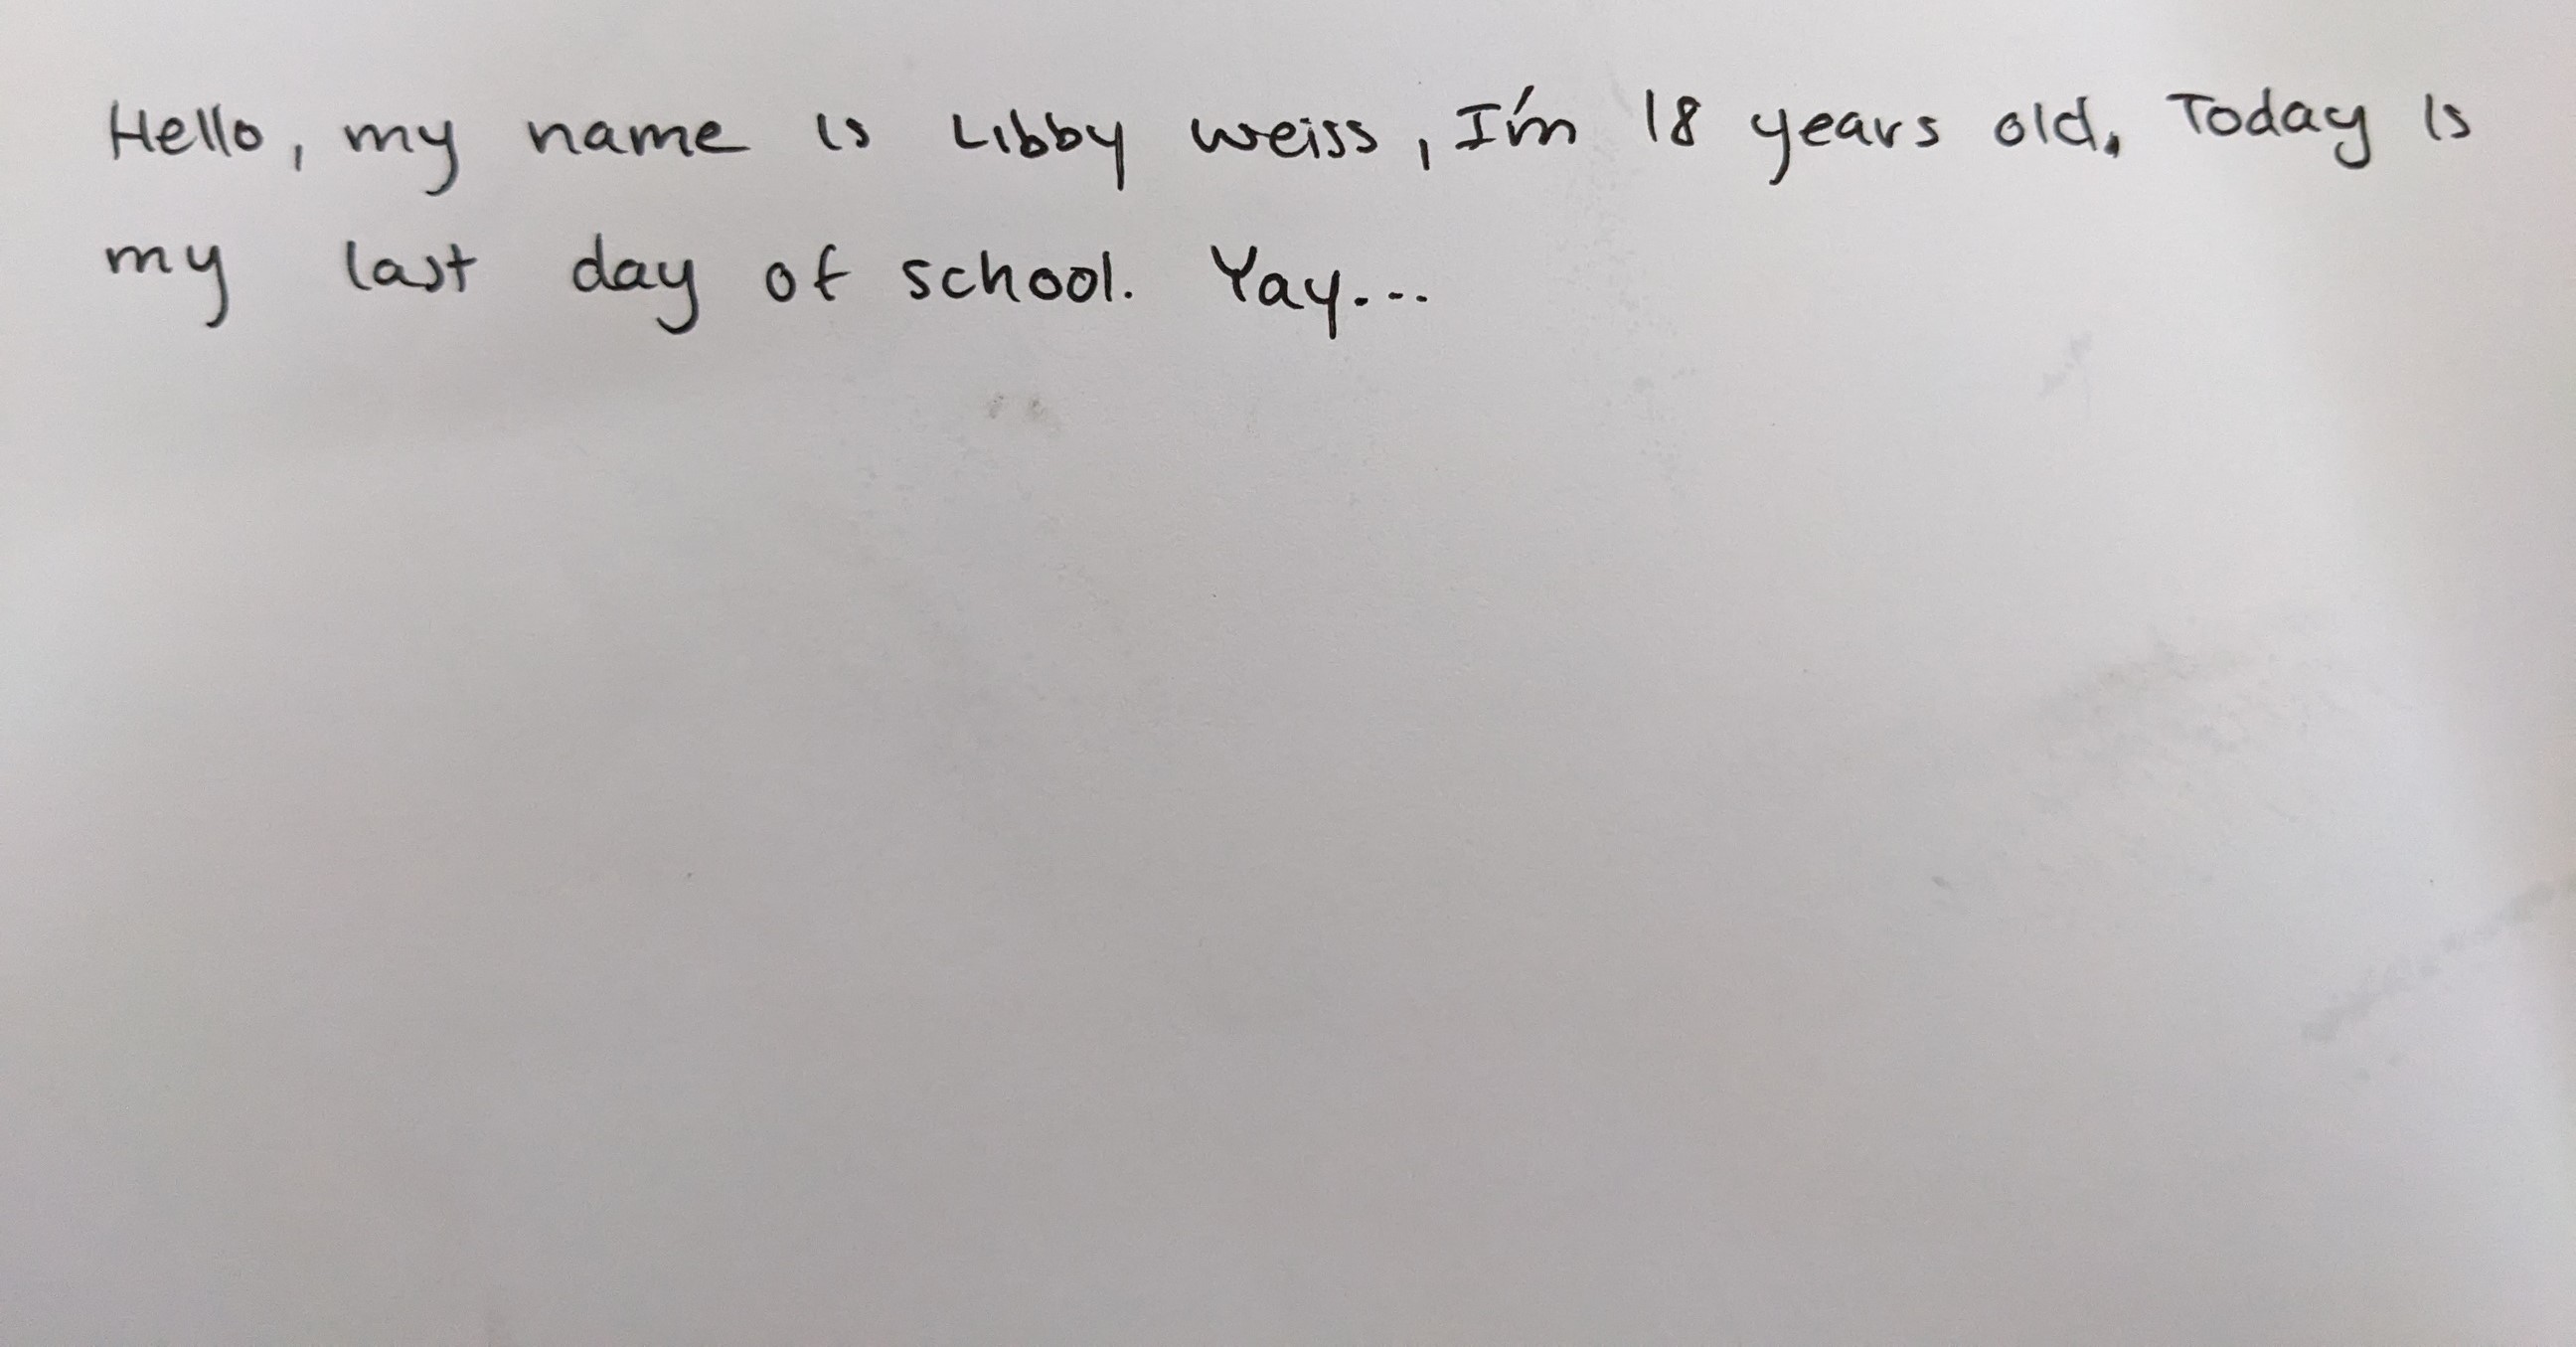 Hello, my name is Libby weiss, I'm 18 years old. Today is
my last day of school. Yay...